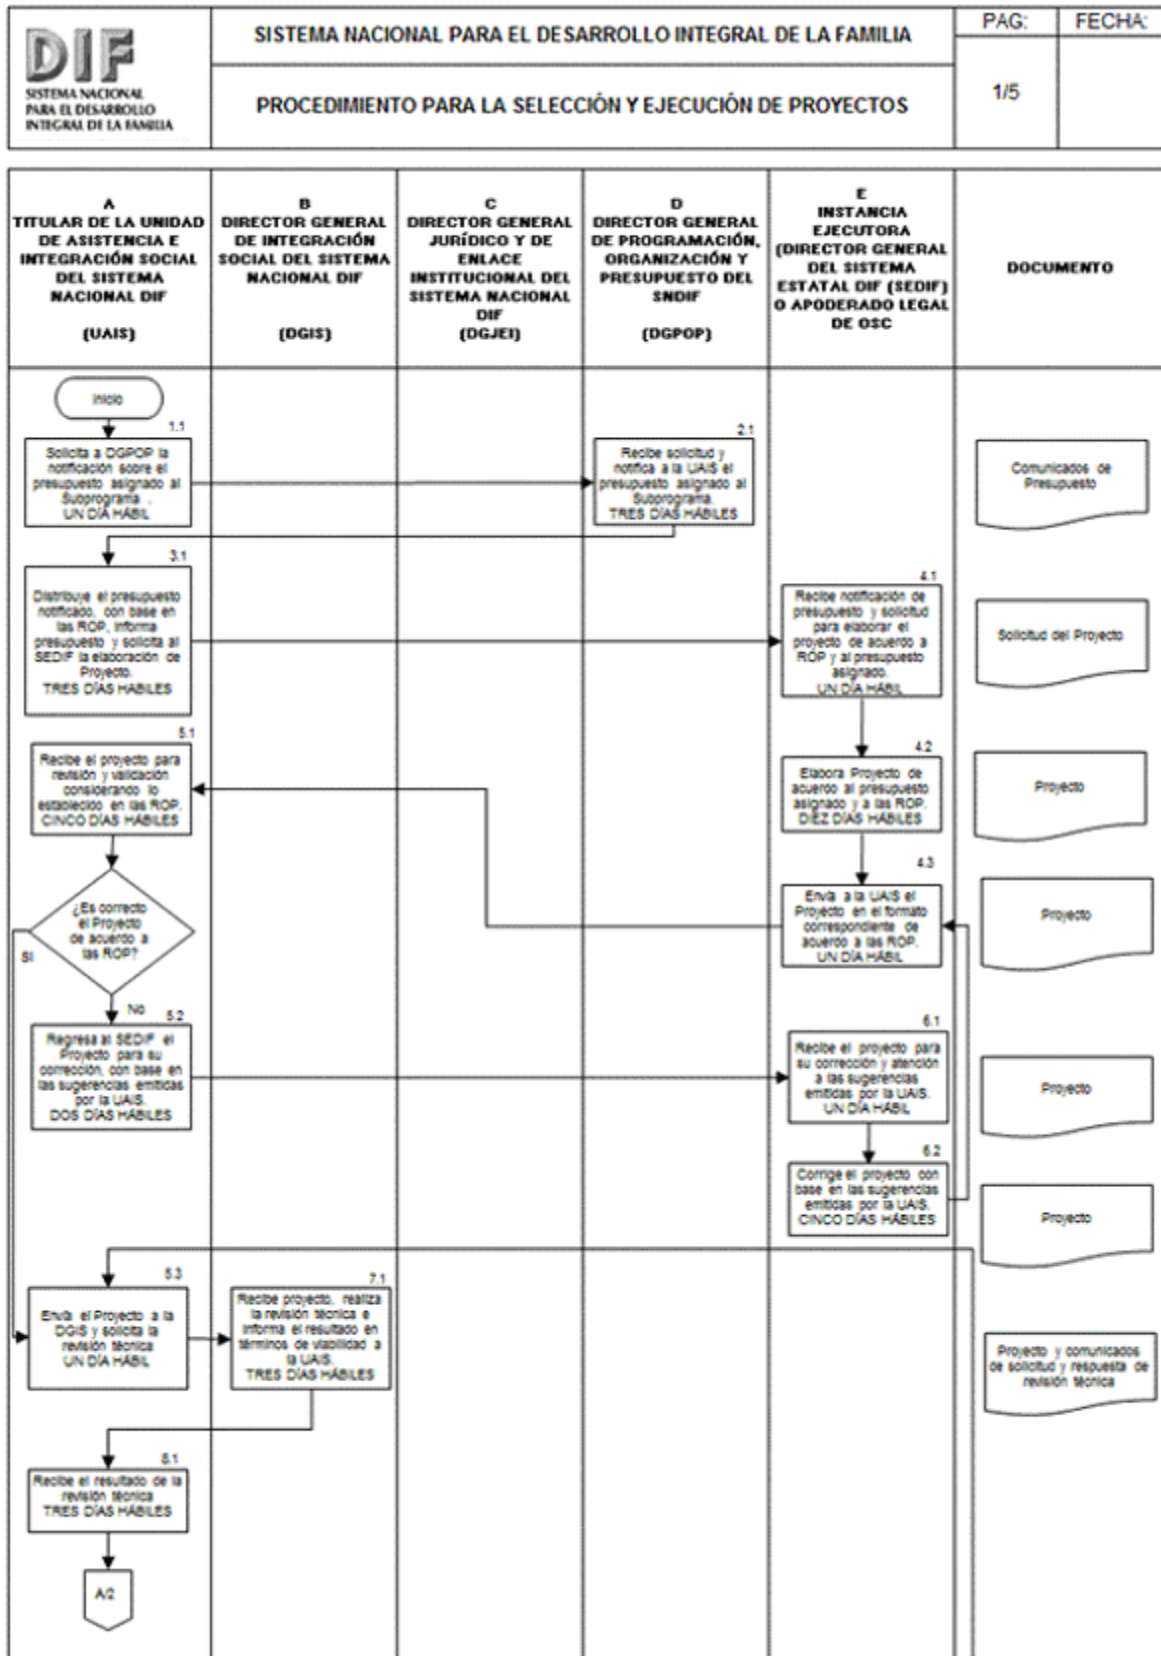 DIF
SISTEMA NACIONAL
PARA EL DESARROLLO
INTEGRAL DE LA FAMILIA
SISTEMA NACIONAL PARA EL DESARROLLO INTEGRAL DE LA FAMILIA
PROCEDIMIENTO PARA LA SELECCIÓN Y EJECUCIÓN DE PROYECTOS
PAG:
FECHA:
1/5
A
TITULAR DE LA UNIDAD
DE ASISTENCIA E
INTEGRACIÓN SOCIAL
DEL SISTEMA
NACIONAL DIF
(UAIS)
B
DIRECTOR GENERAL
DE INTEGRACIÓN
SOCIAL DEL SISTEMA
NACIONAL DIF
(DGIS)
C
DIRECTOR GENERAL
JURÍDICO Y DE
ENLACE
INSTITUCIONAL DEL
SISTEMA NACIONAL
DIF
(DGJEI)
D
DIRECTOR GENERAL
DE PROGRAMACIÓN,
ORGANIZACIÓN Y
PRESUPUESTO DEL
SNDIF
(DGPOP)
E
INSTANCIA
EJECUTORA
(DIRECTOR GENERAL
DEL SISTEMA
ESTATAL DIF (SEDIF)
O APODERADO LEGAL
DE OSC
DOCUMENTO
Inicio
1.1
Solicita a DGPOP la
notificación sobre el
presupuesto asignado al
Subprograma .
UN DÍA HÁBIL
2.1
Recibe solicitud y
notifica a la UAIS el
presupuesto asignado al
Subprograma.
TRES DÍAS HÁBILES
Comunicados de
Presupuesto
3.1
Distribuye el presupuesto
notificado, con base en
las ROP, informa
presupuesto y solicita al
SEDIF la elaboración de
Proyecto.
TRES DÍAS HÁBILES
4.1
Recibe notificación de
presupuesto y solicitud
para elaborar el
proyecto de acuerdo a
ROP y al presupuesto
asignado.
UN DÍA HÁBIL
Solicitud del Proyecto
5.1
Recibe el proyecto para
revisión y validación
considerando lo
establecido en las ROP.
CINCO DÍAS HÁBILES
4.2
Elabora Proyecto de
acuerdo al presupuesto
asignado y a las ROP.
DIEZ DÍAS HÁBILES
Proyecto
¿Es correcto
el Proyecto
de acuerdo a
las ROP?
SI
No
4.3
Envía a la UAIS el
Proyecto en el formato
correspondiente de
acuerdo a las ROP.
UN DÍA HÁBIL
Proyecto
5.2
Regresa al SEDIF el
Proyecto para su
corrección, con base en
las sugerencias emitidas
por la UAIS.
DOS DÍAS HÁBILES
6.1
Recibe el proyecto para
su corrección y atención
a las sugerencias
emitidas por la UAIS.
UN DÍA HÁBIL
Proyecto
6.2
Corrige el proyecto con
base en las sugerencias
emitidas por la UAIS.
CINCO DÍAS HÁBILES
Proyecto
5.3
Envía el Proyecto a la
DGIS y solicita la
revisión técnica
UN DÍA HÁBIL
7.1
Recibe proyecto, realiza
la revisión técnica e
informa el resultado en
términos de viabilidad a
la UAIS.
TRES DÍAS HÁBILES
Proyecto y comunicados
de solicitud y respuesta de
revisión técnica
8.1
Recibe el resultado de la
revisión técnica
TRES DÍAS HÁBILES
A/2